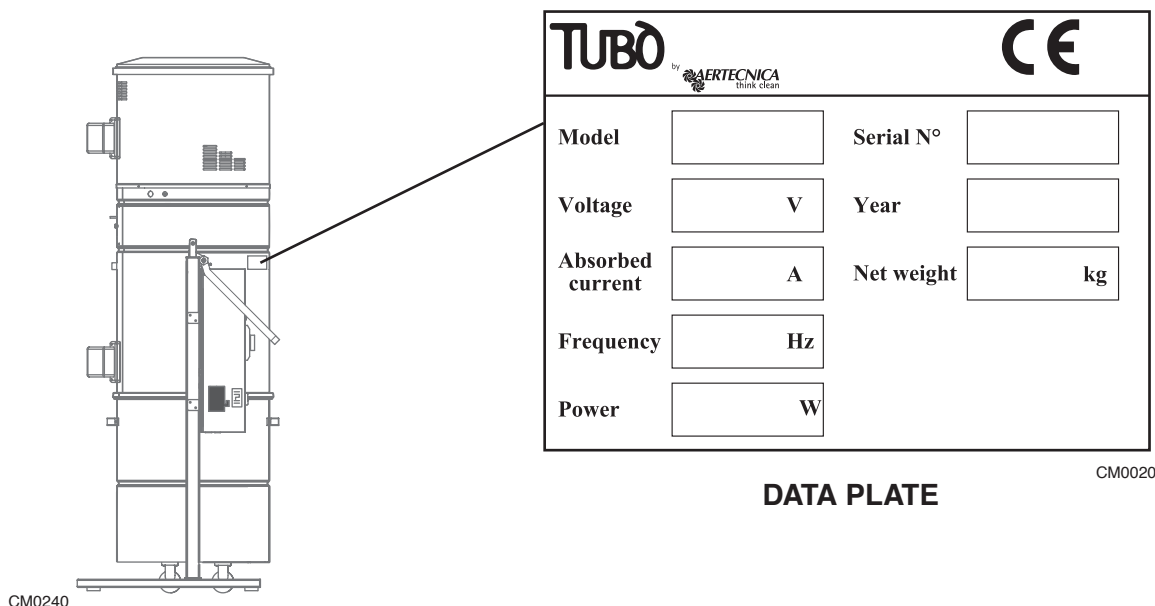 TUBÒ
by AERTECNICA
think clean
CE
Model
Serial N°
Voltage V
Year
Absorbed
current A
Net weight kg
Frequency Hz
Power W
CM0020
DATA PLATE
CM0240